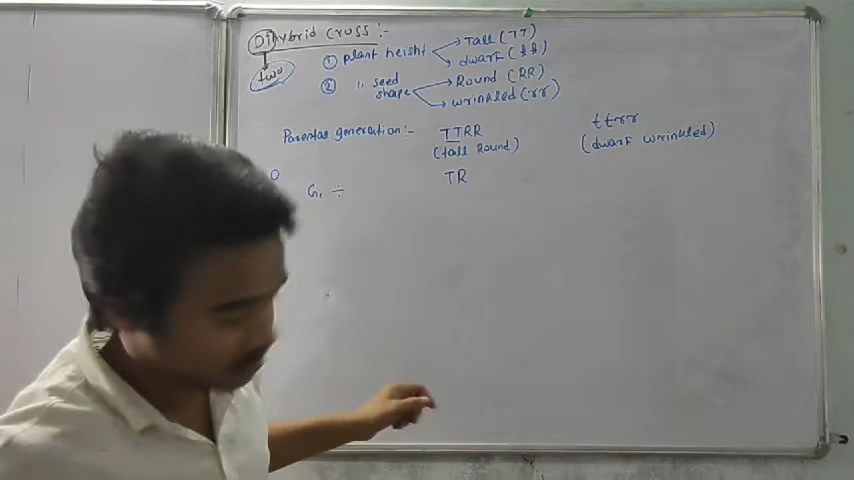 Dihybrid cross :-
two
① plant height → Tall (TT)
→ dwarf (tt)
② " seed shape → Round (RR)
→ wrinkled (rr)
Parental generation :- TTRR ttrr
(tall Round) (dwarf wrinkled)
G₁ ÷ TR